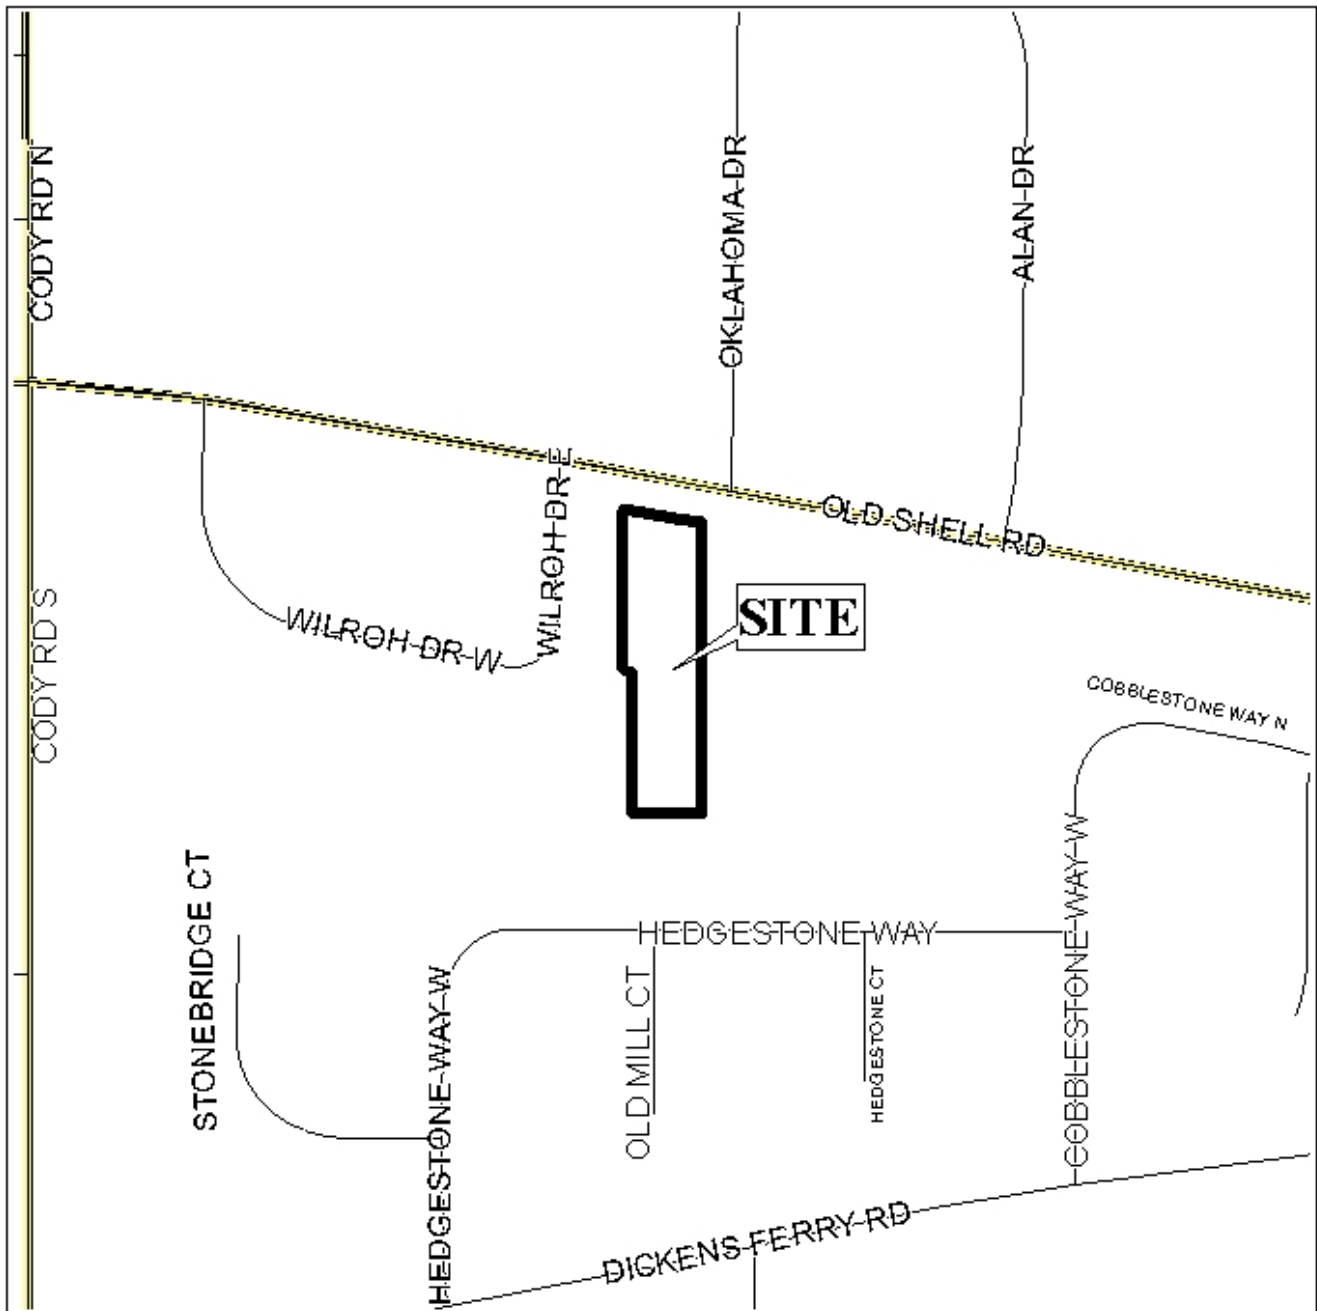 CODY RD N
OKLAHOMA DR
ALAN DR
OLD SHELL RD
WILROH DR E
WILROH DR W
SITE
CODY RD S
COBBLESTONE WAY N
STONEBRIDGE CT
HEDGESTONE WAY
HEDGESTONE WAY W
OLD MILL CT
HEDGESTONE CT
COBBLESTONE WAY W
DICKENS FERRY RD